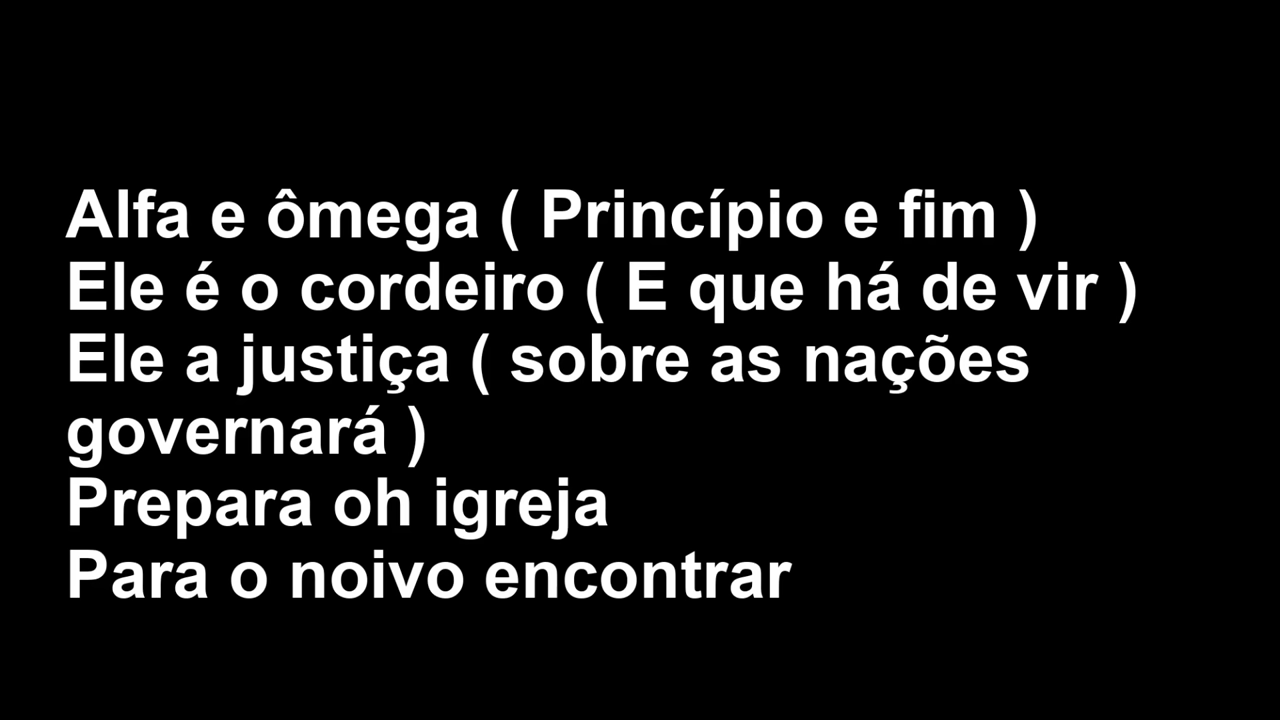 Alfa e ômega ( Princípio e fim )
Ele é o cordeiro ( E que há de vir )
Ele a justiça ( sobre as nações
governará )
Prepara oh igreja
Para o noivo encontrar